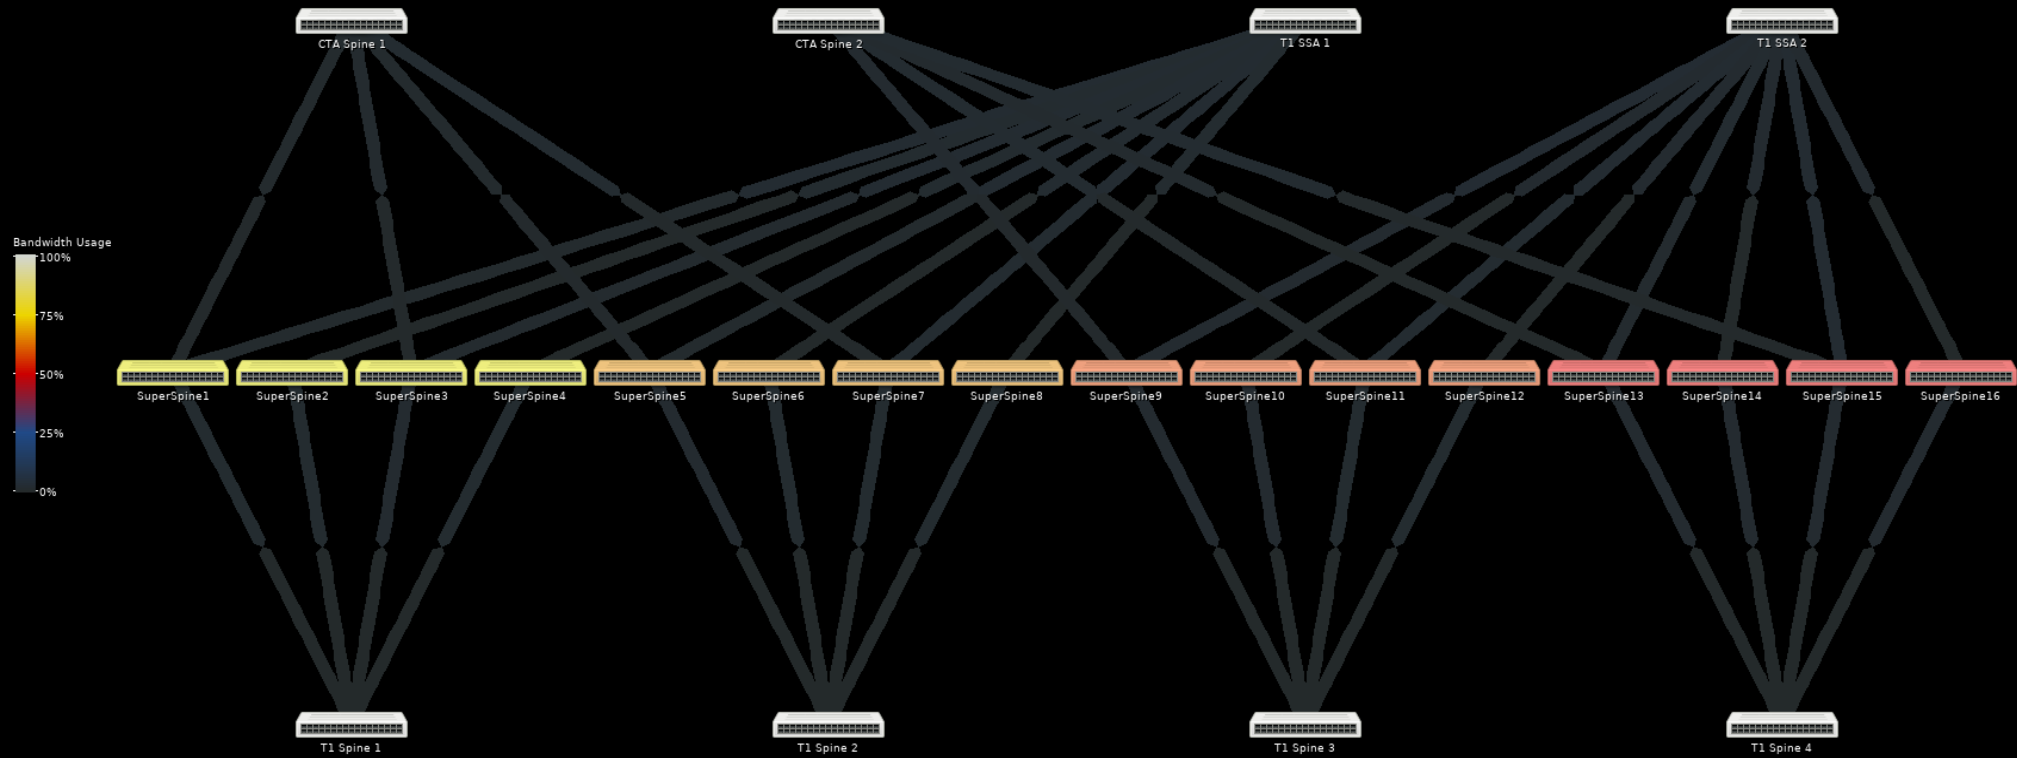 CTA Spine 1
CTA Spine 2
T1 SSA 1
T1 SSA 2
Bandwidth Usage
100%
75%
50%
25%
0%
SuperSpine1
SuperSpine2
SuperSpine3
SuperSpine4
SuperSpine5
SuperSpine6
SuperSpine7
SuperSpine8
SuperSpine9
SuperSpine10
SuperSpine11
SuperSpine12
SuperSpine13
SuperSpine14
SuperSpine15
SuperSpine16
T1 Spine 1
T1 Spine 2
T1 Spine 3
T1 Spine 4